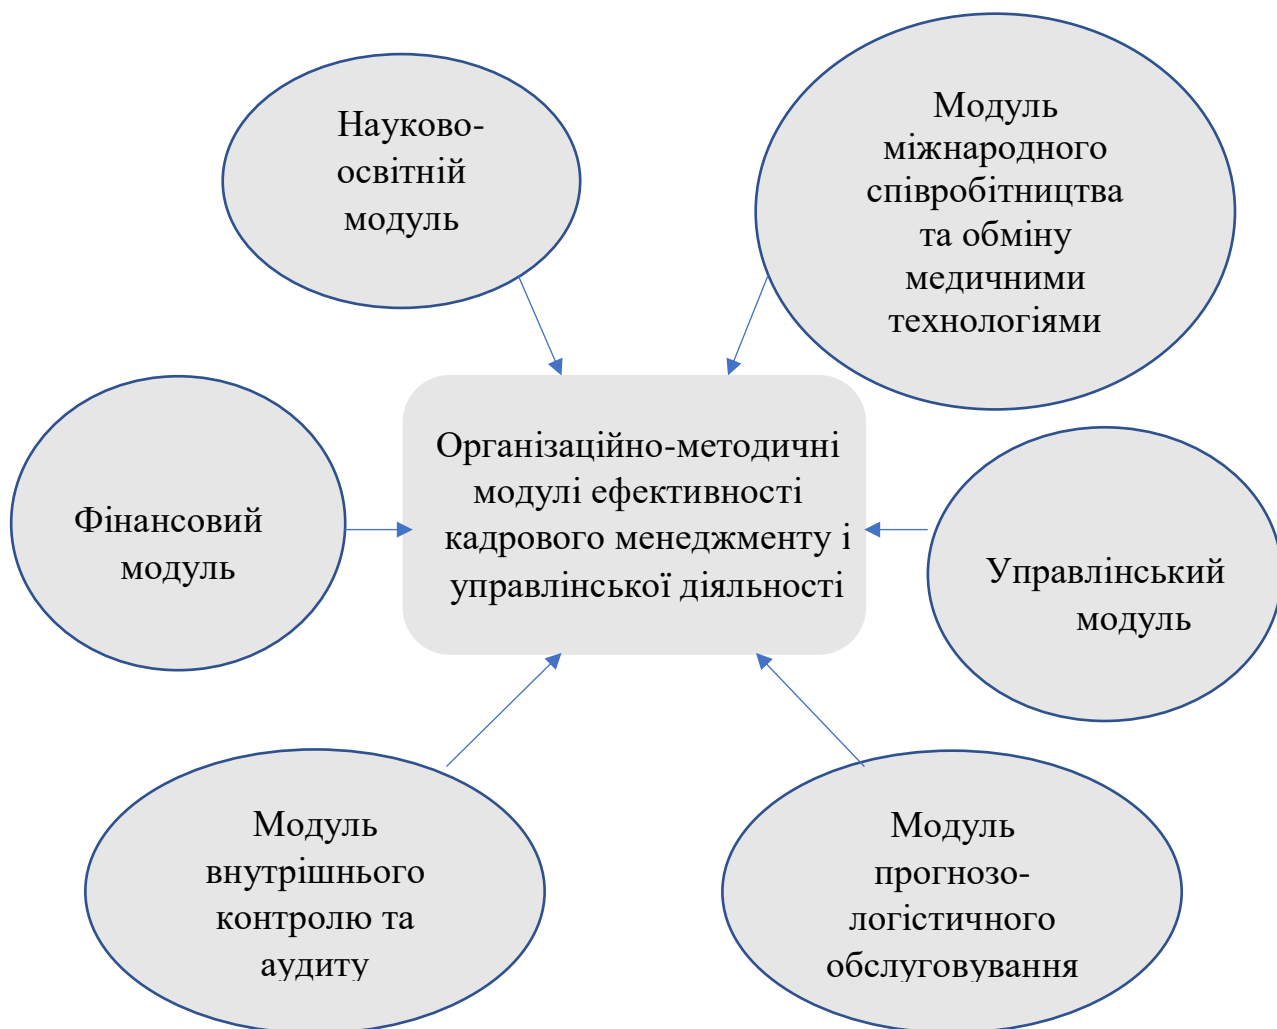 Науково-
освітній
модуль
Модуль
міжнародного
співробітництва
та обміну
медичними
технологіями
Організаційно-методичні
модулі ефективності
кадрового менеджменту і
управлінської діяльності
Фінансовий
модуль
Управлінський
модуль
Модуль
внутрішнього
контролю та
аудиту
Модуль
прогнозо-
логістичного
обслуговування